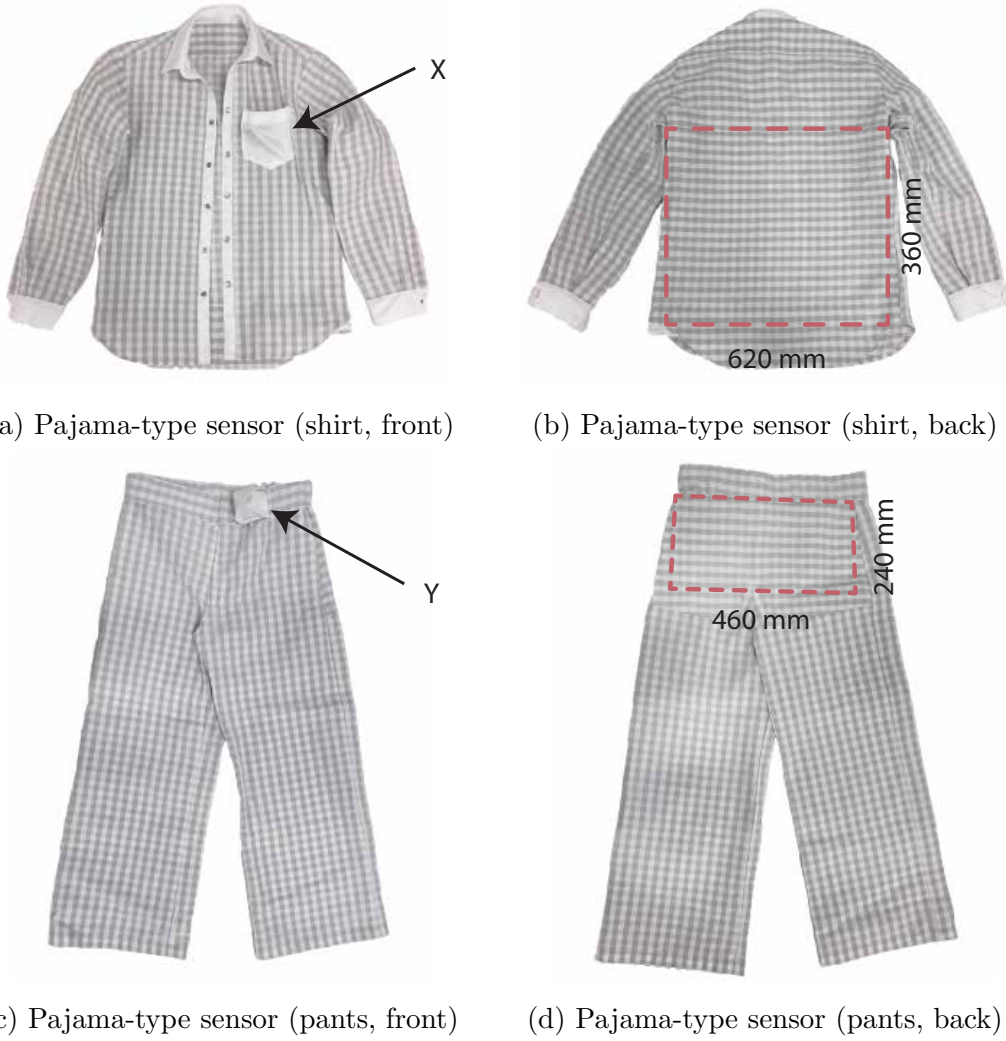 X
360 mm
620 mm
a) Pajama-type sensor (shirt, front)
(b) Pajama-type sensor (shirt, back)
Y
240 mm
460 mm
c) Pajama-type sensor (pants, front)
(d) Pajama-type sensor (pants, back)